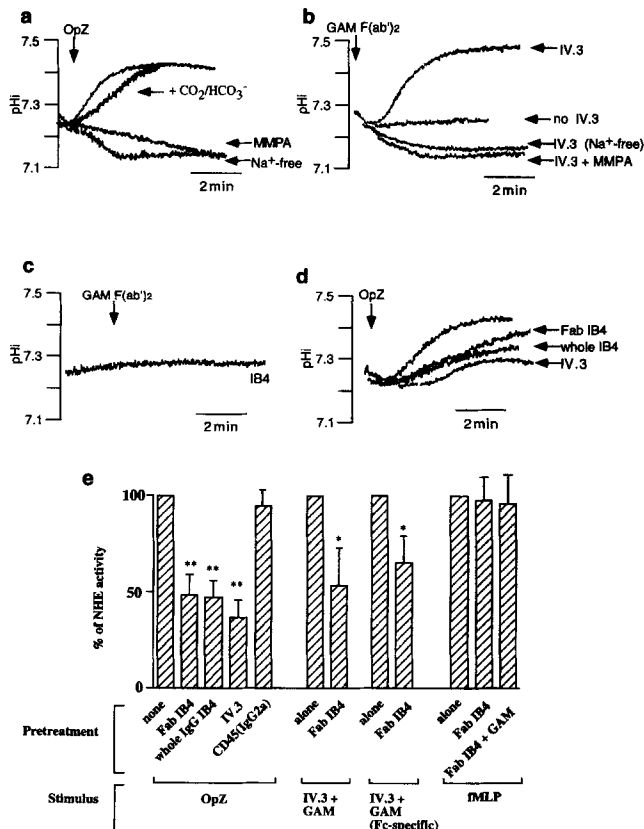 a
OpZ
7.5
7.3
7.1
pHi
+ CO₂/HCO₃⁻
MMPA
Na⁺-free
2min
b
GAM F(ab')₂
7.5
7.3
7.1
pHi
IV.3
no IV.3
IV.3 (Na⁺-free)
IV.3 + MMPA
2min
c
GAM F(ab')₂
7.5
7.3
7.1
pHi
IB4
2min
d
OpZ
7.5
7.3
7.1
pHi
Fab IB4
whole IB4
IV.3
2min
e
100
50
0
% of NHE activity
**
**
**
*
*
Pretreatment
none
Fab IB4
whole IgG IB4
IV.3
CD45(IgG2a)
alone
Fab IB4
alone
Fab IB4
alone
Fab IB4
Fab IB4 + GAM
Stimulus
OpZ
IV.3 +
GAM
IV.3 +
GAM
(Fc-specific)
fMLP